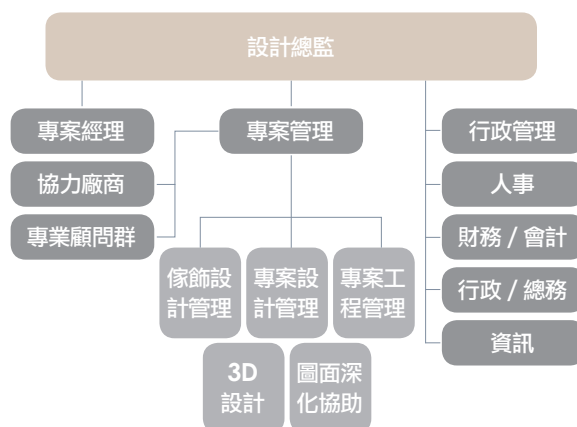 設計總監
專案經理
專案管理
行政管理
協力廠商
人事
專業顧問群
財務 / 會計
傢飾設
計管理
專案設
計管理
專案工
程管理
行政 / 總務
資訊
3D
設計
圖面深
化協助